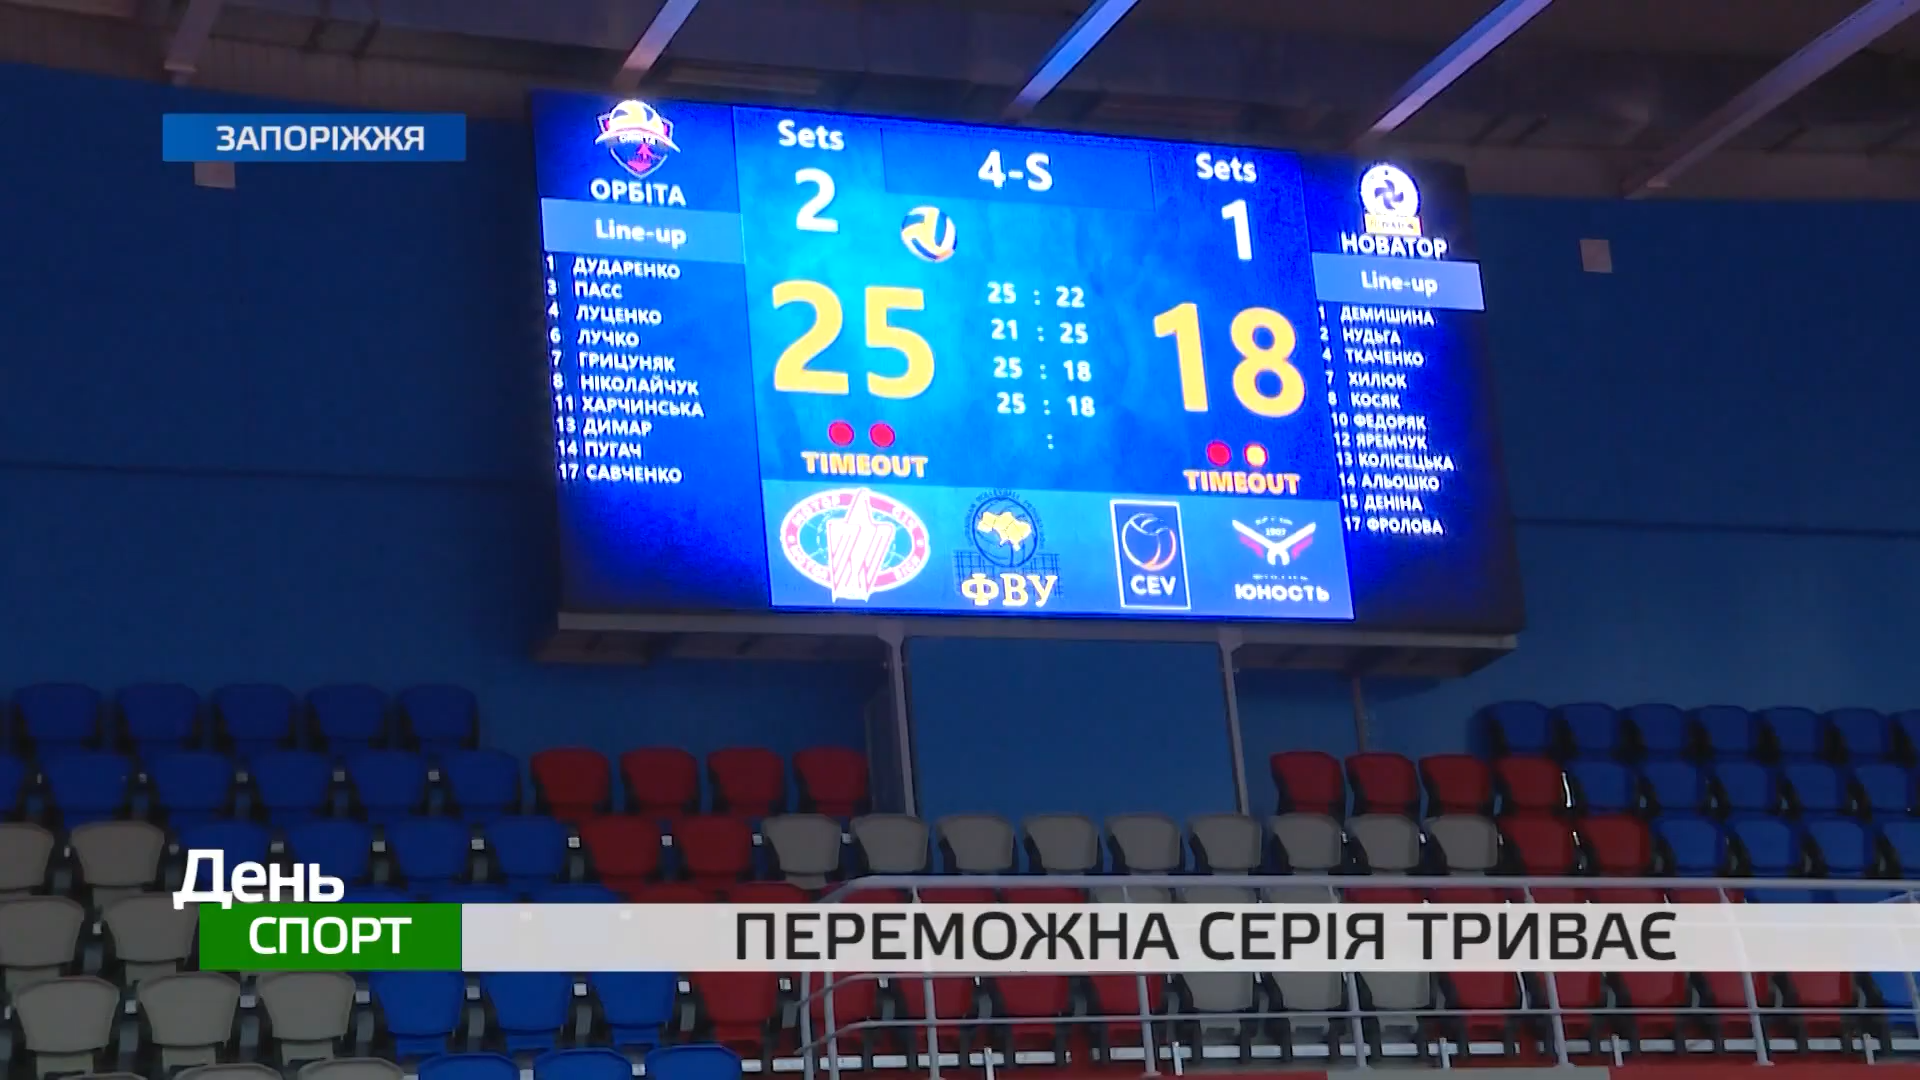 ЗАПОРІЖЖЯ
ОРБІТА
Line-up
1 ДУДАРЕНКО
3 ПАСС
4 ЛУЦЕНКО
6 ЛУЧКО
7 ГРИЦУНЯК
8 НІКОЛАЙЧУК
11 ХАРЧИНСЬКА
13 ДИМАР
14 ПУГАЧ
17 САВЧЕНКО
Sets
2
4-S
Sets
1
25
25 : 22
21 : 25
25 : 18
25 : 18
:
18
TIMEOUT
TIMEOUT
МОТОР СІЧ
ФВУ
CEV
1907
ЮНОСТЬ
НОВАТОР
Line-up
1 ДЕМИШИНА
2 НУДЬГА
4 ТКАЧЕНКО
7 ХИЛЮК
8 КОСЯК
10 ФЕДОРЯК
12 ЯРЕМЧУК
13 КОЛІСЕЦЬКА
14 АЛЬОШКО
15 ДЕНІНА
17 ФРОЛОВА
День
СПОРТ
ПЕРЕМОЖНА СЕРІЯ ТРИВАЄ